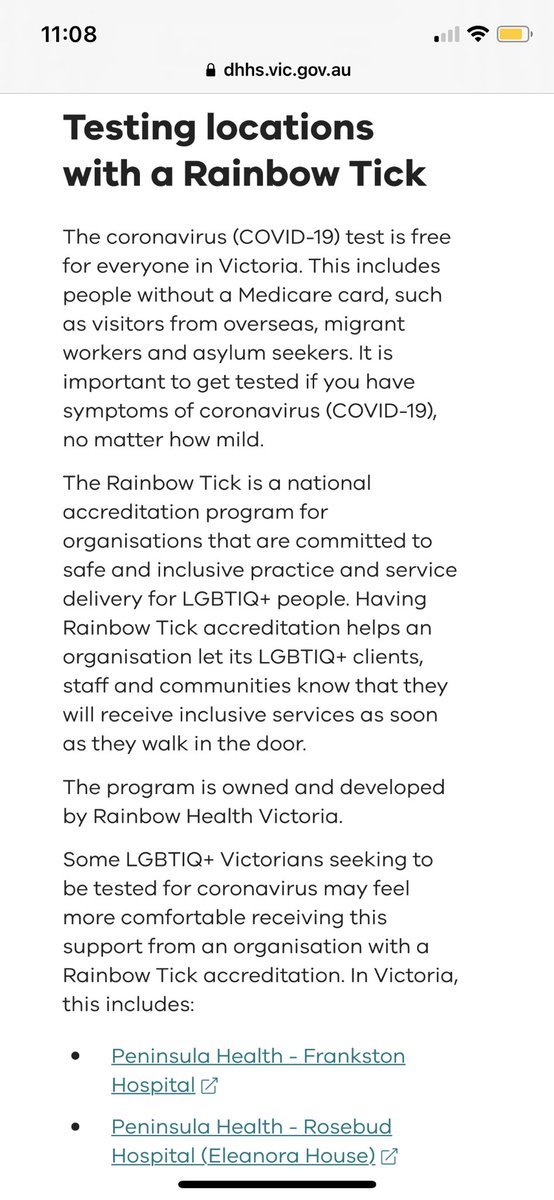 11:08
dhhs.vic.gov.au
Testing locations
with a Rainbow Tick
The coronavirus (COVID-19) test is free
for everyone in Victoria. This includes
people without a Medicare card, such
as visitors from overseas, migrant
workers and asylum seekers. It is
important to get tested if you have
symptoms of coronavirus (COVID-19),
no matter how mild.
The Rainbow Tick is a national
accreditation program for
organisations that are committed to
safe and inclusive practice and service
delivery for LGBTIQ+ people. Having
Rainbow Tick accreditation helps an
organisation let its LGBTIQ+ clients,
staff and communities know that they
will receive inclusive services as soon
as they walk in the door.
The program is owned and developed
by Rainbow Health Victoria.
Some LGBTIQ+ Victorians seeking to
be tested for coronavirus may feel
more comfortable receiving this
support from an organisation with a
Rainbow Tick accreditation. In Victoria,
this includes:
• Peninsula Health - Frankston
Hospital
• Peninsula Health - Rosebud
Hospital (Eleanora House)